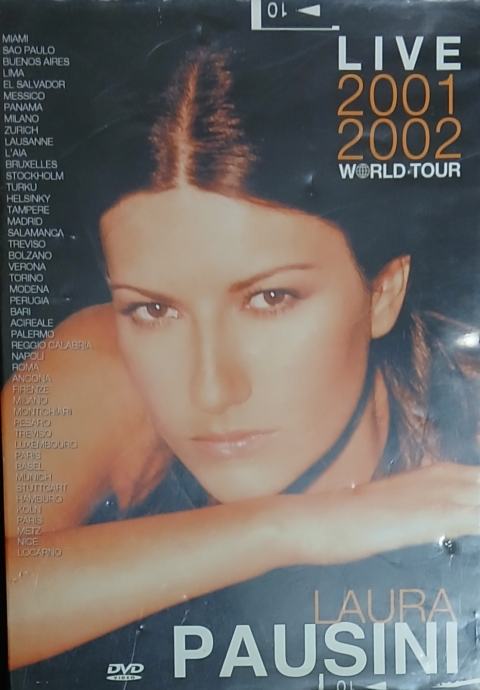 10
LIVE
2001
2002
WORLD TOUR
MIAMI
SAO PAULO
BUENOS AIRES
LIMA
EL SALVADOR
MESSICO
PANAMA
MILANO
ZURICH
LAUSANNE
L'AIA
BRUXELLES
STOCKHOLM
TURKU
HELSINKY
TAMPERE
MADRID
SALAMANCA
TREVISO
BOLZANO
VERONA
TORINO
MODENA
PERUGIA
BARI
ACIREALE
PALERMO
REGGIO CALABRIA
NAPOLI
ROMA
ANCONA
FIRENZE
MILANO
MONTICHIARI
PESARO
TREVISO
LUXEMBOURG
PARIS
BASEL
MUNICH
STUTTGART
HAMBURG
KOLN
PARIS
METZ
NICE
LOCARNO
LAURA
PAUSINI
DVD
VIDEO
10